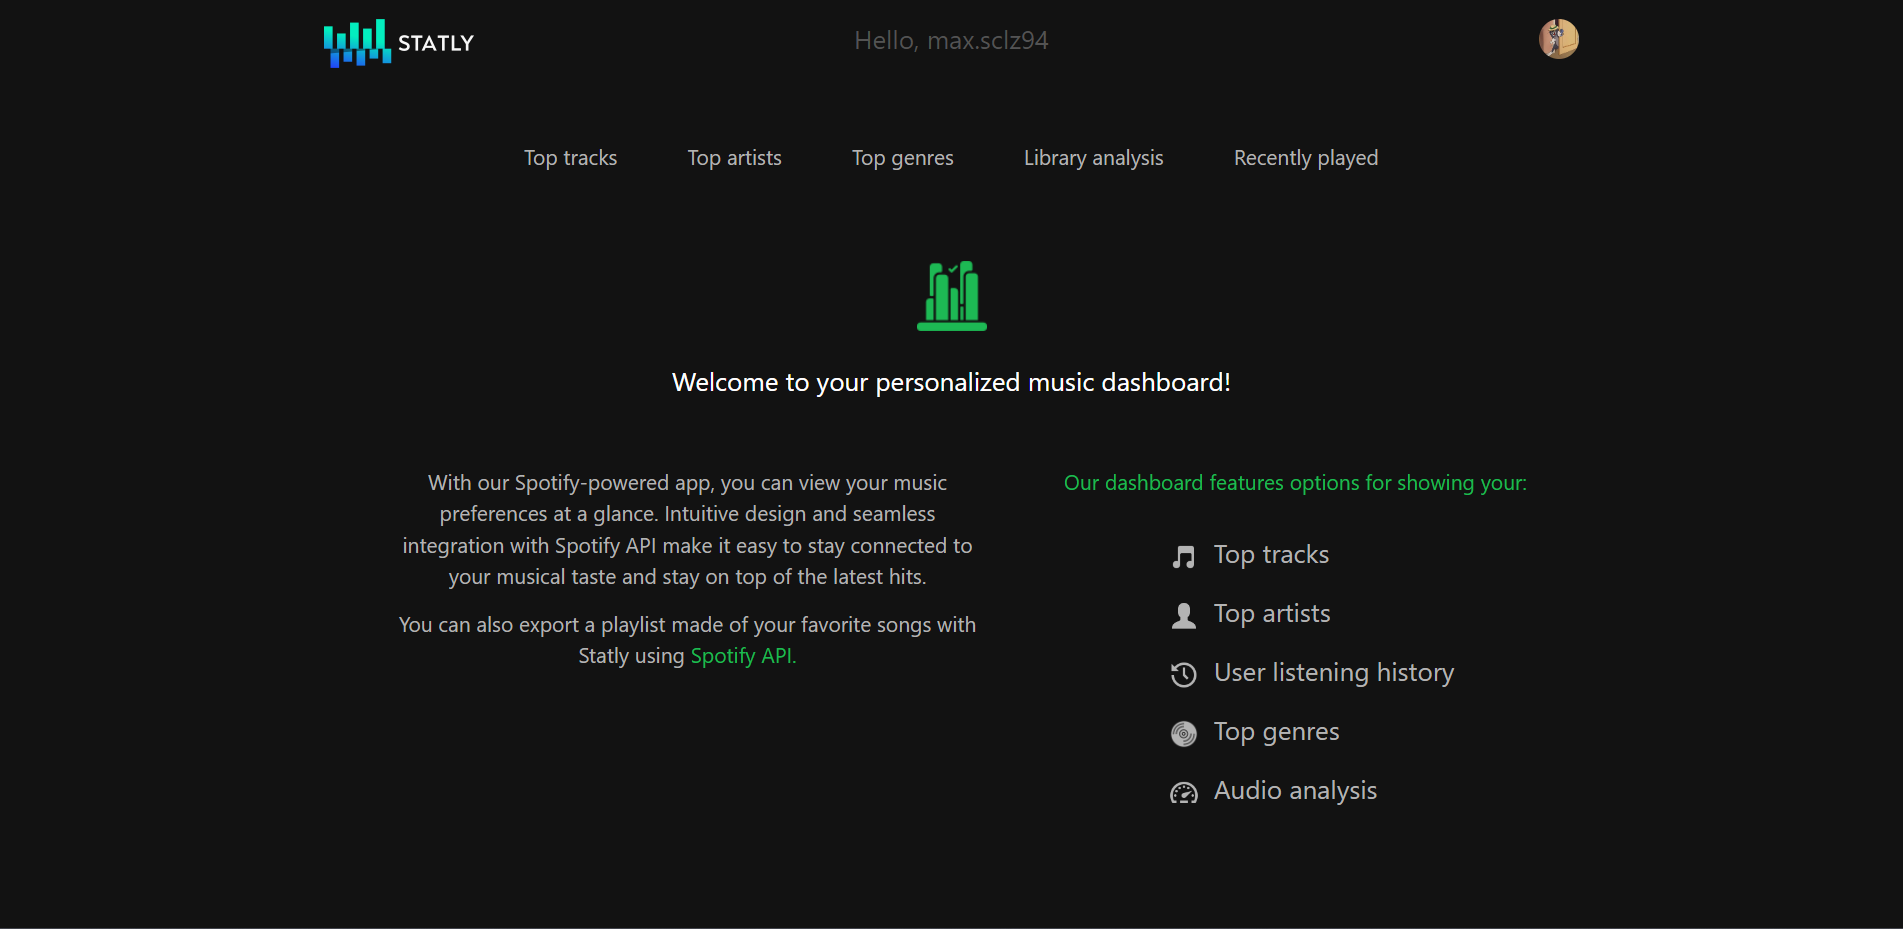 STATLY
Hello, max.sclz94
Top tracks
Top artists
Top genres
Library analysis
Recently played
Welcome to your personalized music dashboard!
With our Spotify-powered app, you can view your music
preferences at a glance. Intuitive design and seamless
integration with Spotify API make it easy to stay connected to
your musical taste and stay on top of the latest hits.
You can also export a playlist made of your favorite songs with
Statly using Spotify API.
Our dashboard features options for showing your:
Top tracks
Top artists
User listening history
Top genres
Audio analysis